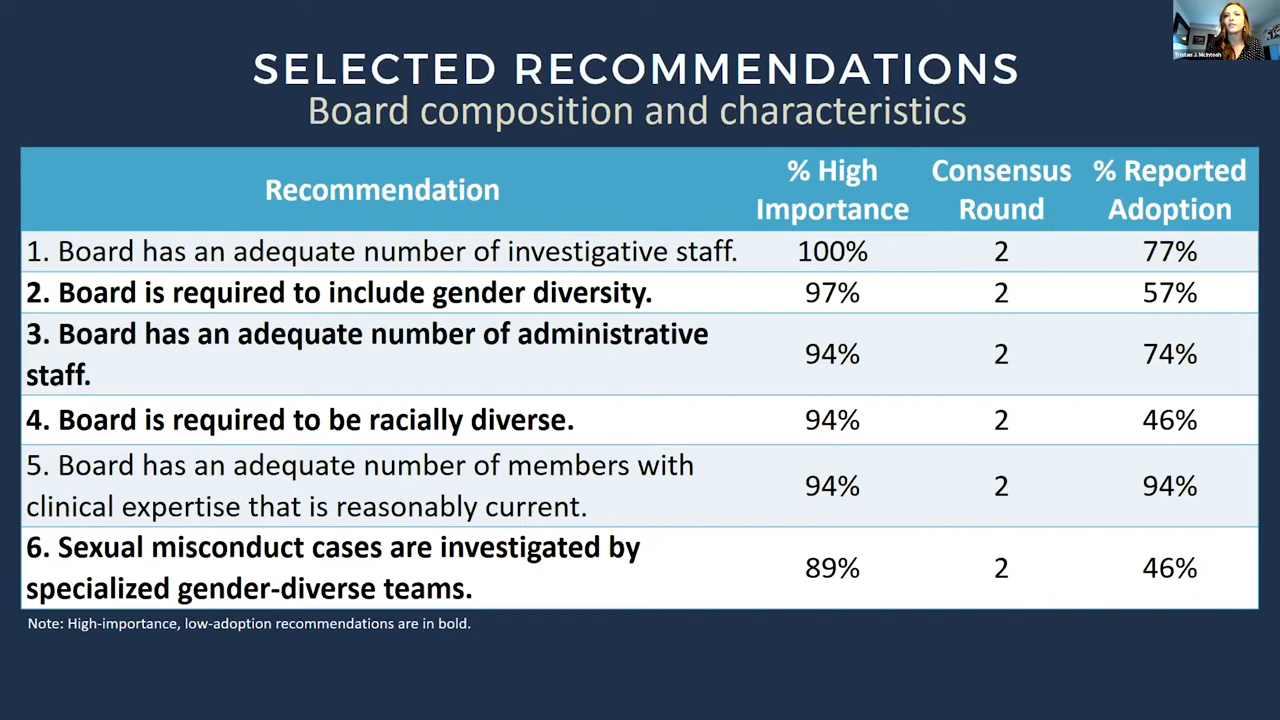 Tristan J. McIntosh
SELECTED RECOMMENDATIONS
Board composition and characteristics
Recommendation
% High
Importance
Consensus
Round
% Reported
Adoption
1. Board has an adequate number of investigative staff. 100% 2 77%
2. Board is required to include gender diversity. 97% 2 57%
3. Board has an adequate number of administrative
staff. 94% 2 74%
4. Board is required to be racially diverse. 94% 2 46%
5. Board has an adequate number of members with
clinical expertise that is reasonably current. 94% 2 94%
6. Sexual misconduct cases are investigated by
specialized gender-diverse teams. 89% 2 46%
Note: High-importance, low-adoption recommendations are in bold.